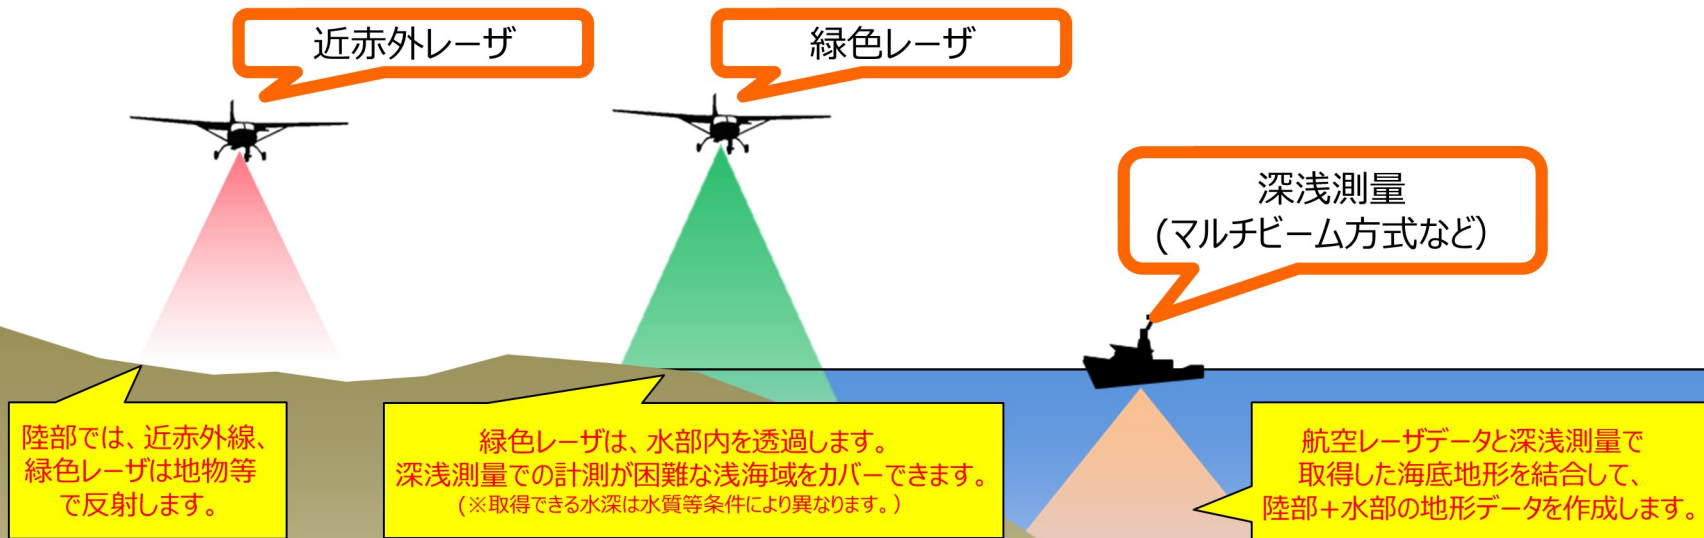 近赤外レーザ
緑色レーザ
深浅測量
(マルチビーム方式など)
陸部では、近赤外線、
緑色レーザは地物等
で反射します。
緑色レーザは、水部内を透過します。
深浅測量での計測が困難な浅海域をカバーできます。
(※取得できる水深は水質等条件により異なります。)
航空レーザデータと深浅測量で
取得した海底地形を結合して、
陸部+水部の地形データを作成します。